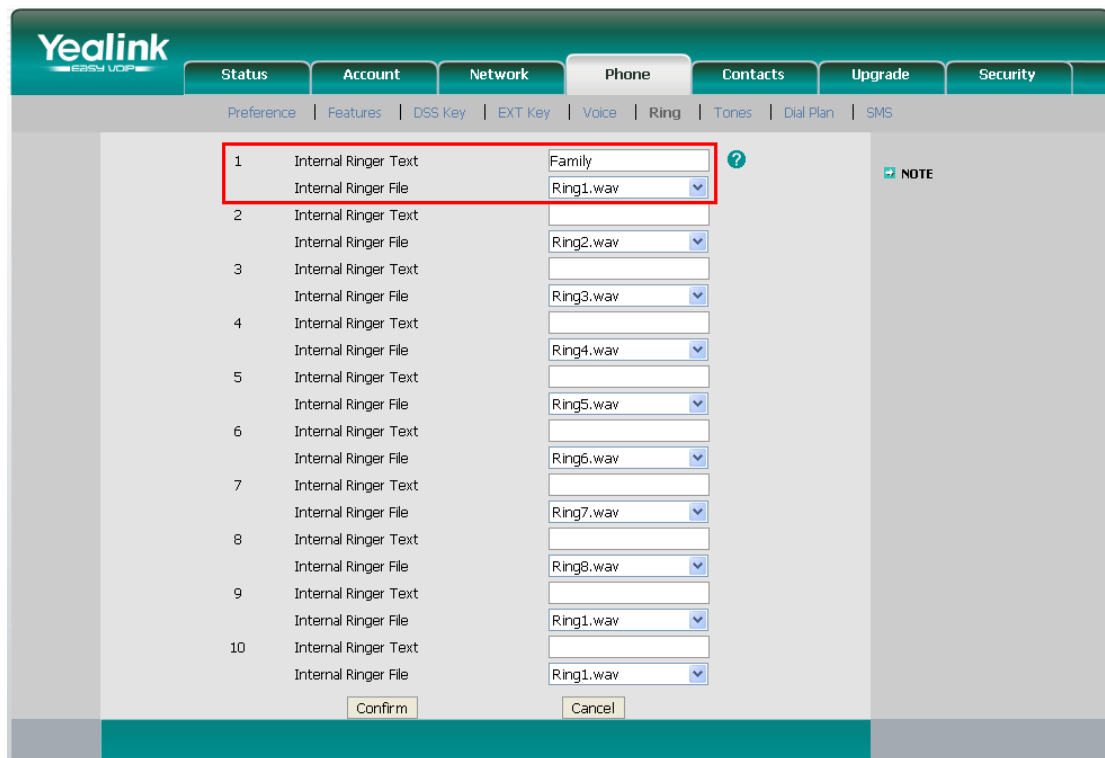 Yealink
EASY VOIP
Status Account Network Phone Contacts Upgrade Security
Preference | Features | DSS Key | EXT Key | Voice | Ring | Tones | Dial Plan | SMS
1 Internal Ringer Text Family ?
NOTE
Internal Ringer File Ring1.wav
2 Internal Ringer Text
Internal Ringer File Ring2.wav
3 Internal Ringer Text
Internal Ringer File Ring3.wav
4 Internal Ringer Text
Internal Ringer File Ring4.wav
5 Internal Ringer Text
Internal Ringer File Ring5.wav
6 Internal Ringer Text
Internal Ringer File Ring6.wav
7 Internal Ringer Text
Internal Ringer File Ring7.wav
8 Internal Ringer Text
Internal Ringer File Ring8.wav
9 Internal Ringer Text
Internal Ringer File Ring1.wav
10 Internal Ringer Text
Internal Ringer File Ring1.wav
Confirm Cancel